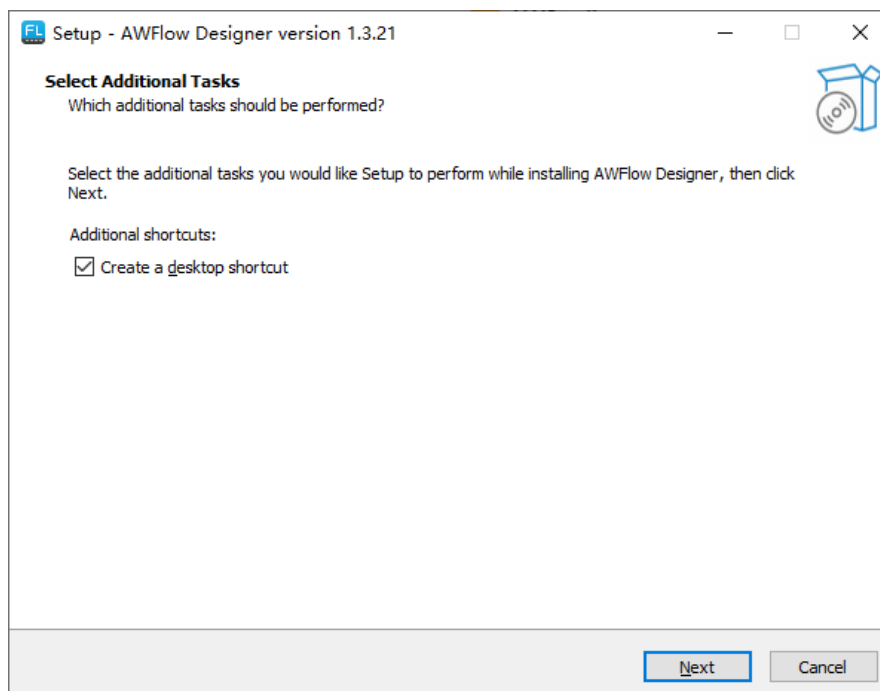 FL Setup - AWFlow Designer version 1.3.21
Select Additional Tasks
Which additional tasks should be performed?
Select the additional tasks you would like Setup to perform while installing AWFlow Designer, then click
Next.
Additional shortcuts:
Create a desktop shortcut
Next Cancel